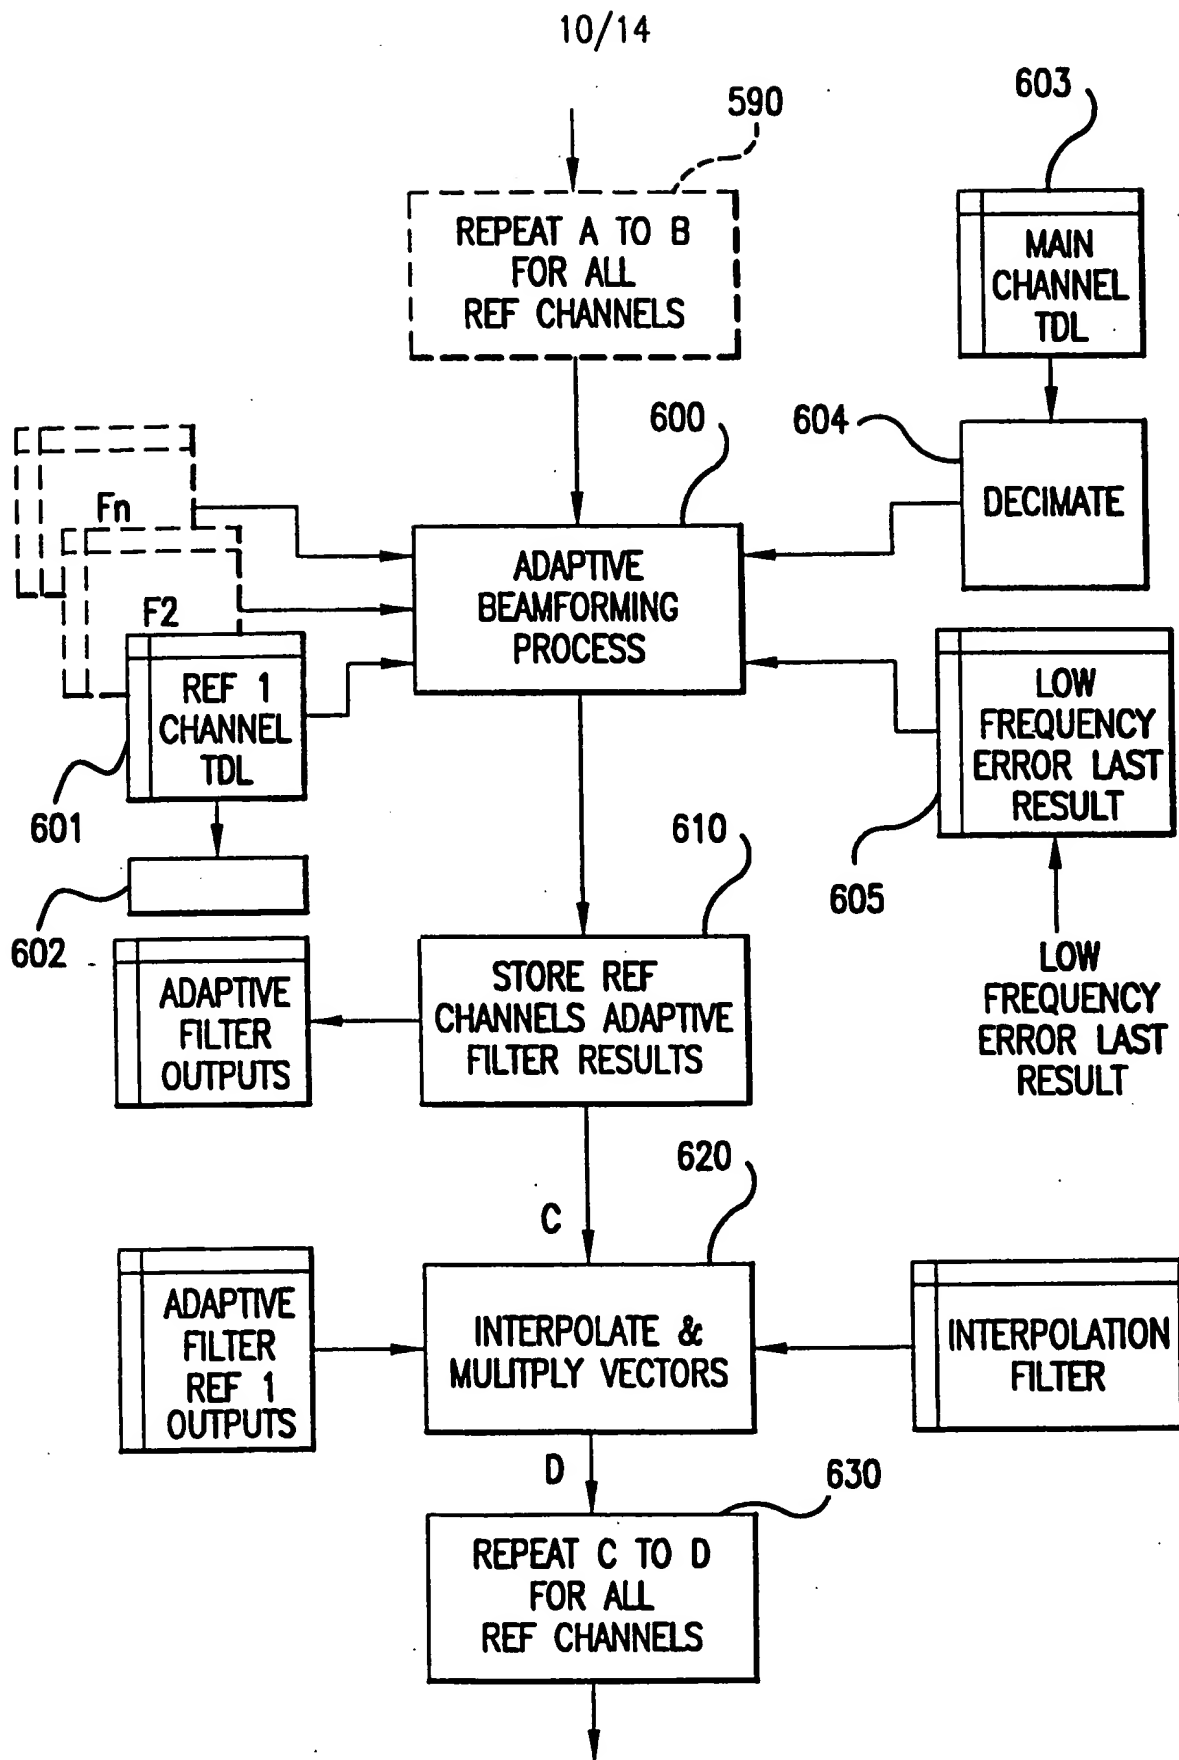 10/14
590
REPEAT A TO B
FOR ALL
REF CHANNELS
603
MAIN
CHANNEL
TDL
600
604
DECIMATE
Fn
F2
REF 1
CHANNEL
TDL
601
602
ADAPTIVE
BEAMFORMING
PROCESS
LOW
FREQUENCY
ERROR LAST
RESULT
605
LOW
FREQUENCY
ERROR LAST
RESULT
610
STORE REF
CHANNELS ADAPTIVE
FILTER RESULTS
ADAPTIVE
FILTER
OUTPUTS
C
620
ADAPTIVE
FILTER
REF 1
OUTPUTS
INTERPOLATE &
MULITPLY VECTORS
INTERPOLATION
FILTER
D
630
REPEAT C TO D
FOR ALL
REF CHANNELS